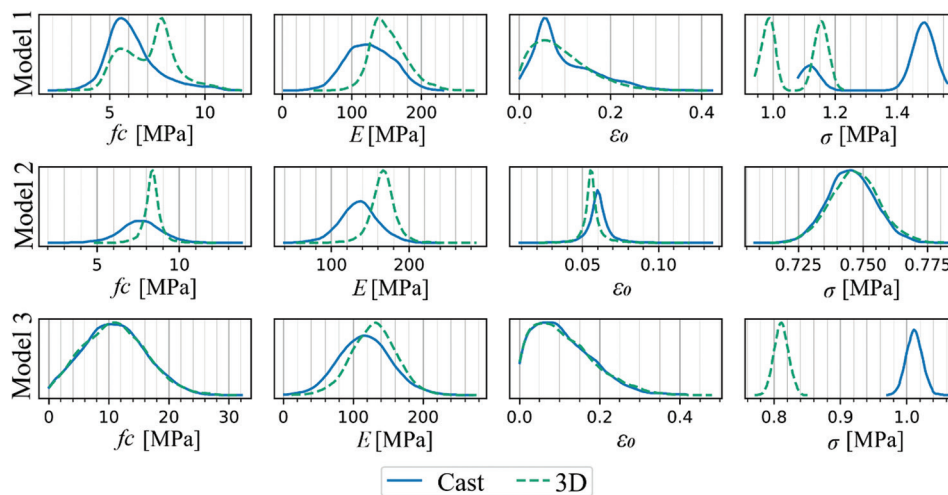 Model 1
5 10
fc [MPa]
0 100 200
E [MPa]
0.0 0.2 0.4
ε₀
1.0 1.2 1.4
σ [MPa]
Model 2
5 10
fc [MPa]
100 200
E [MPa]
0.05 0.10
ε₀
0.725 0.750 0.775
σ [MPa]
Model 3
0 10 20 30
fc [MPa]
0 100 200
E [MPa]
0.0 0.2 0.4
ε₀
0.8 0.9 1.0
σ [MPa]
Cast 3D